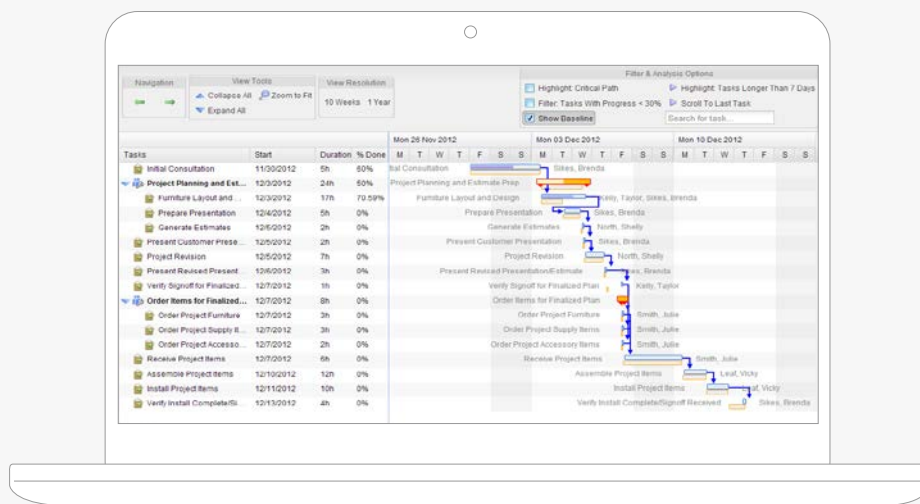 Navigation
View Tools
Collapse All Zoom to Fit
Expand All
View Resolution
10 Weeks 1 Year
Filter & Analysis Options
Highlight Critical Path Highlight Tasks Longer Than 7 Days
Filter: Tasks With Progress < 30% Scroll To Last Task
Show Baseline Search for task...
Mon 26 Nov 2012 Mon 03 Dec 2012 Mon 10 Dec 2012
Tasks Start Duration % Done M T W T F S S M T W T F S S M T W T F S S
Initial Consultation 11/30/2012 5h 60% Consultation Sikes, Brenda
Project Planning and Est... 12/3/2012 24h 50% Project Planning and Estimate Prep
Furniture Layout and ... 12/3/2012 17h 70.59% Furniture Layout and Design Kelly, Taylor, Sikes, Brenda
Prepare Presentation 12/4/2012 5h 0% Prepare Presentation Sikes, Brenda
Generate Estimates 12/5/2012 2h 0% Generate Estimates North, Shelly
Present Customer Prese... 12/5/2012 2h 0% Present Customer Presentation Sikes, Brenda
Project Revision 12/5/2012 7h 0% Project Revision North, Shelly
Present Revised Present... 12/6/2012 3h 0% Present Revised Presentation/Estimate Sikes, Brenda
Verify Signoff for Finalized... 12/7/2012 1h 0% Verify Signoff for Finalized Plan Kelly, Taylor
Order Items for Finalized... 12/7/2012 8h 0% Order Items for Finalized Plan
Order Project Furniture 12/7/2012 3h 0% Order Project Furniture Smith, Julie
Order Project Supply It... 12/7/2012 3h 0% Order Project Supply Items Smith, Julie
Order Project Accesso... 12/7/2012 2h 0% Order Project Accessory Items Smith, Julie
Receive Project Items 12/7/2012 6h 0% Receive Project Items Smith, Julie
Assemble Project Items 12/10/2012 12h 0% Assemble Project Items Leaf, Vicky
Install Project Items 12/11/2012 10h 0% Install Project Items Leaf, Vicky
Verify Install Complete/Si... 12/13/2012 4h 0% Verify Install Complete/Signoff Received Sikes, Brenda